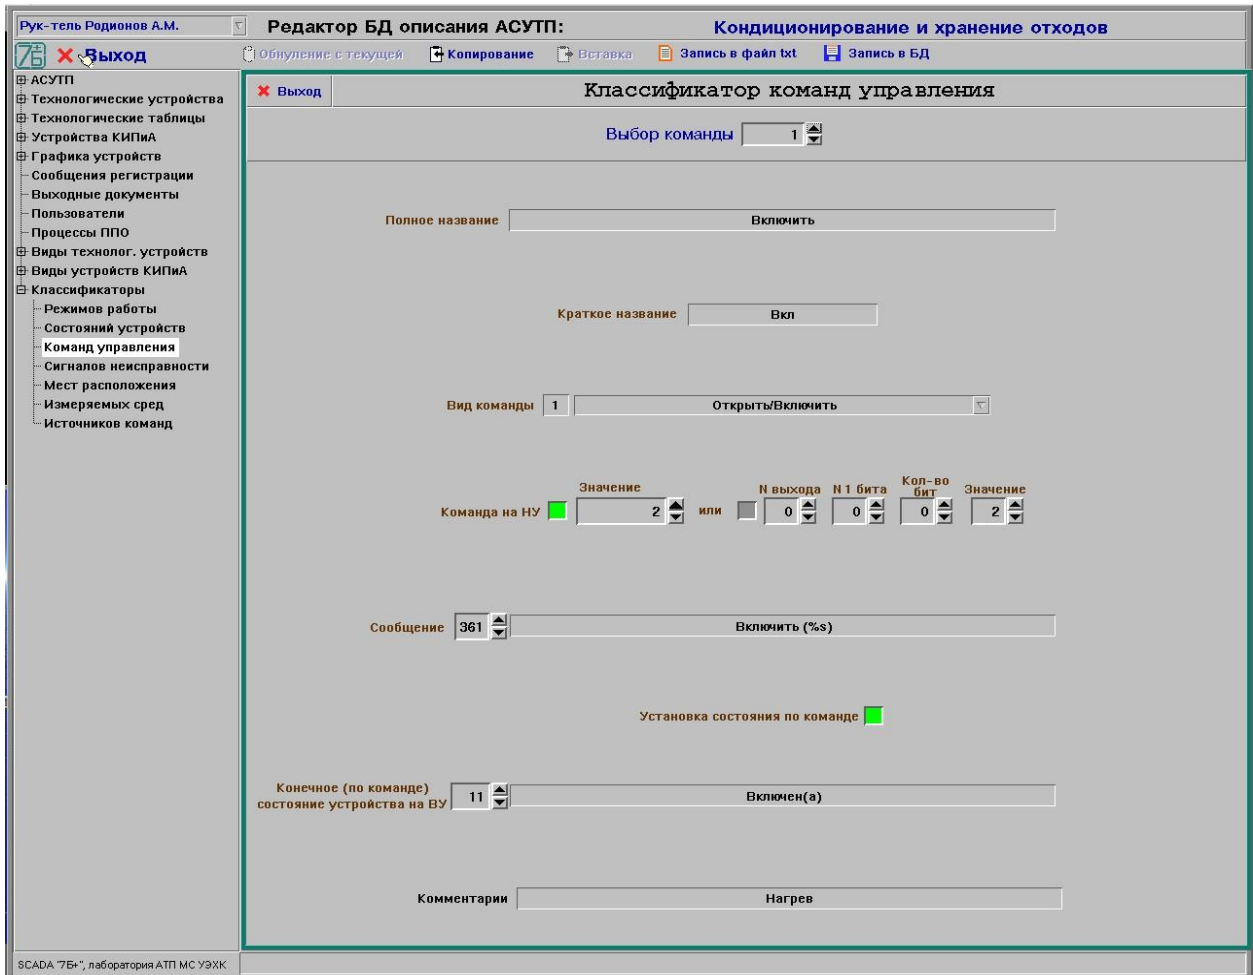 Рук-тель Родионов А.М.
Редактор БД описания АСУТП:
Кондиционирование и хранение отходов
7Б+
Выход
Обнуление с текущей
Копирование
Вставка
Запись в файл txt
Запись в БД
АСУТП
Технологические устройства
Технологические таблицы
Устройства КИПиА
Графика устройств
Сообщения регистрации
Выходные документы
Пользователи
Процессы ППО
Виды технолог. устройств
Виды устройств КИПиА
Классификаторы
Режимов работы
Состояний устройств
Команд управления
Сигналов неисправности
Мест расположения
Измеряемых сред
Источников команд
Выход
Классификатор команд управления
Выбор команды 1
Полное название Включить
Краткое название Вкл
Вид команды 1 Открыть/Включить
Значение N выхода N 1 бита Кол-во бит Значение
Команда на НУ 2 или 0 0 0 2
Сообщение 361 Включить (%s)
Установка состояния по команде
Конечное (по команде)
состояние устройства на ВУ 11 Включен(а)
Комментарии Нагрев
SCADA "7Б+", лаборатория АТП МС УЭХК